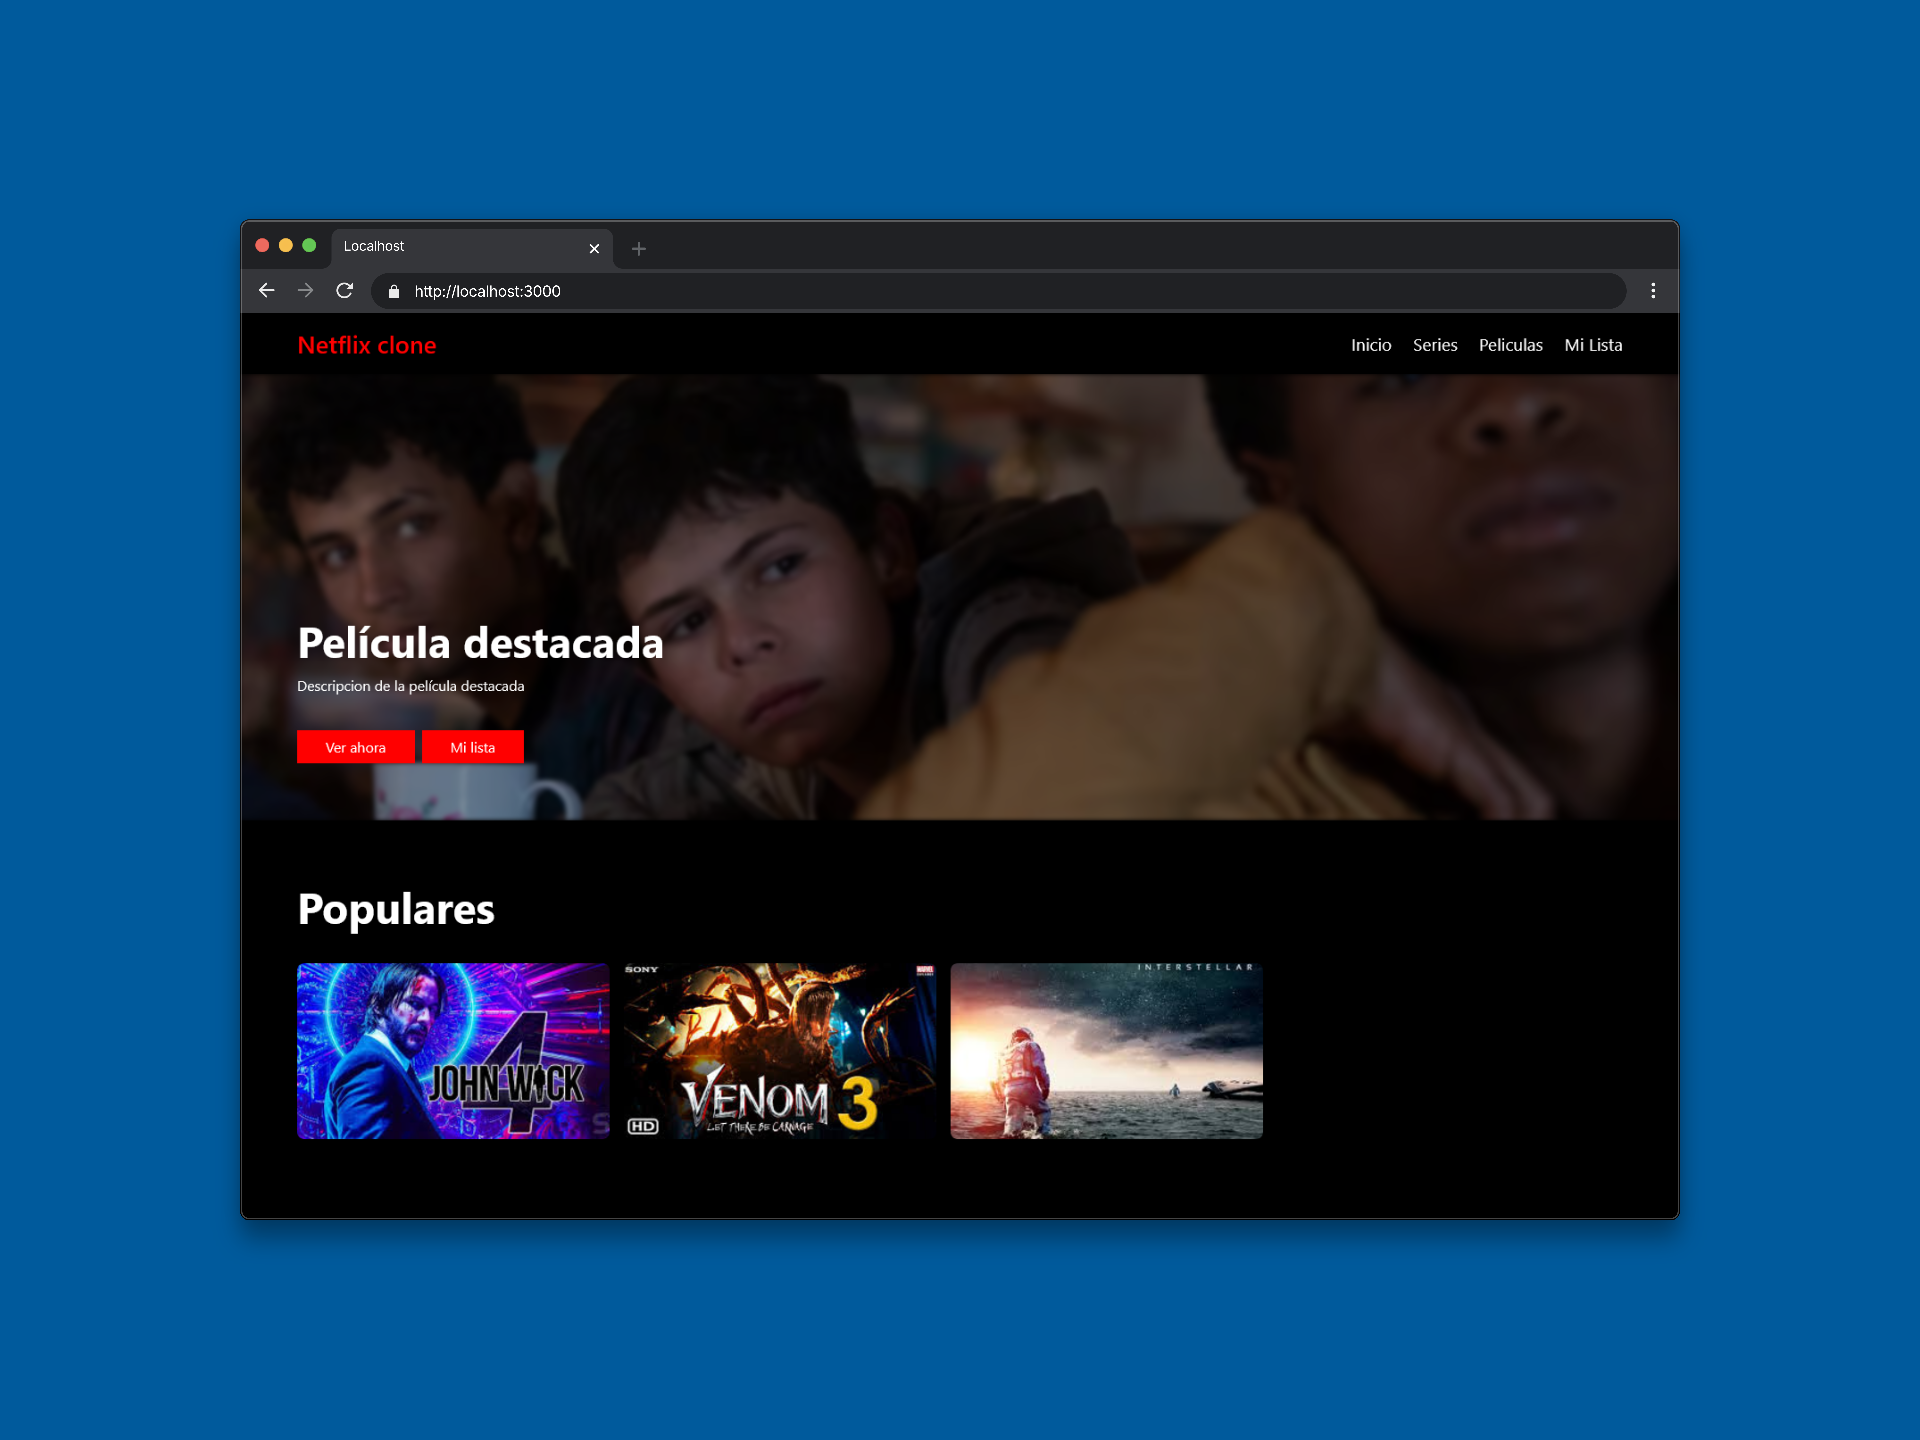 Localhost
http://localhost:3000
Netflix clone
Inicio Series Peliculas Mi Lista
Película destacada
Descripcion de la película destacada
Ver ahora Mi lista
Populares
4
JOHN WICK
SONY
MARVEL
VENOM 3
LET THERE BE CARNAGE
HD
INTERSTELLAR